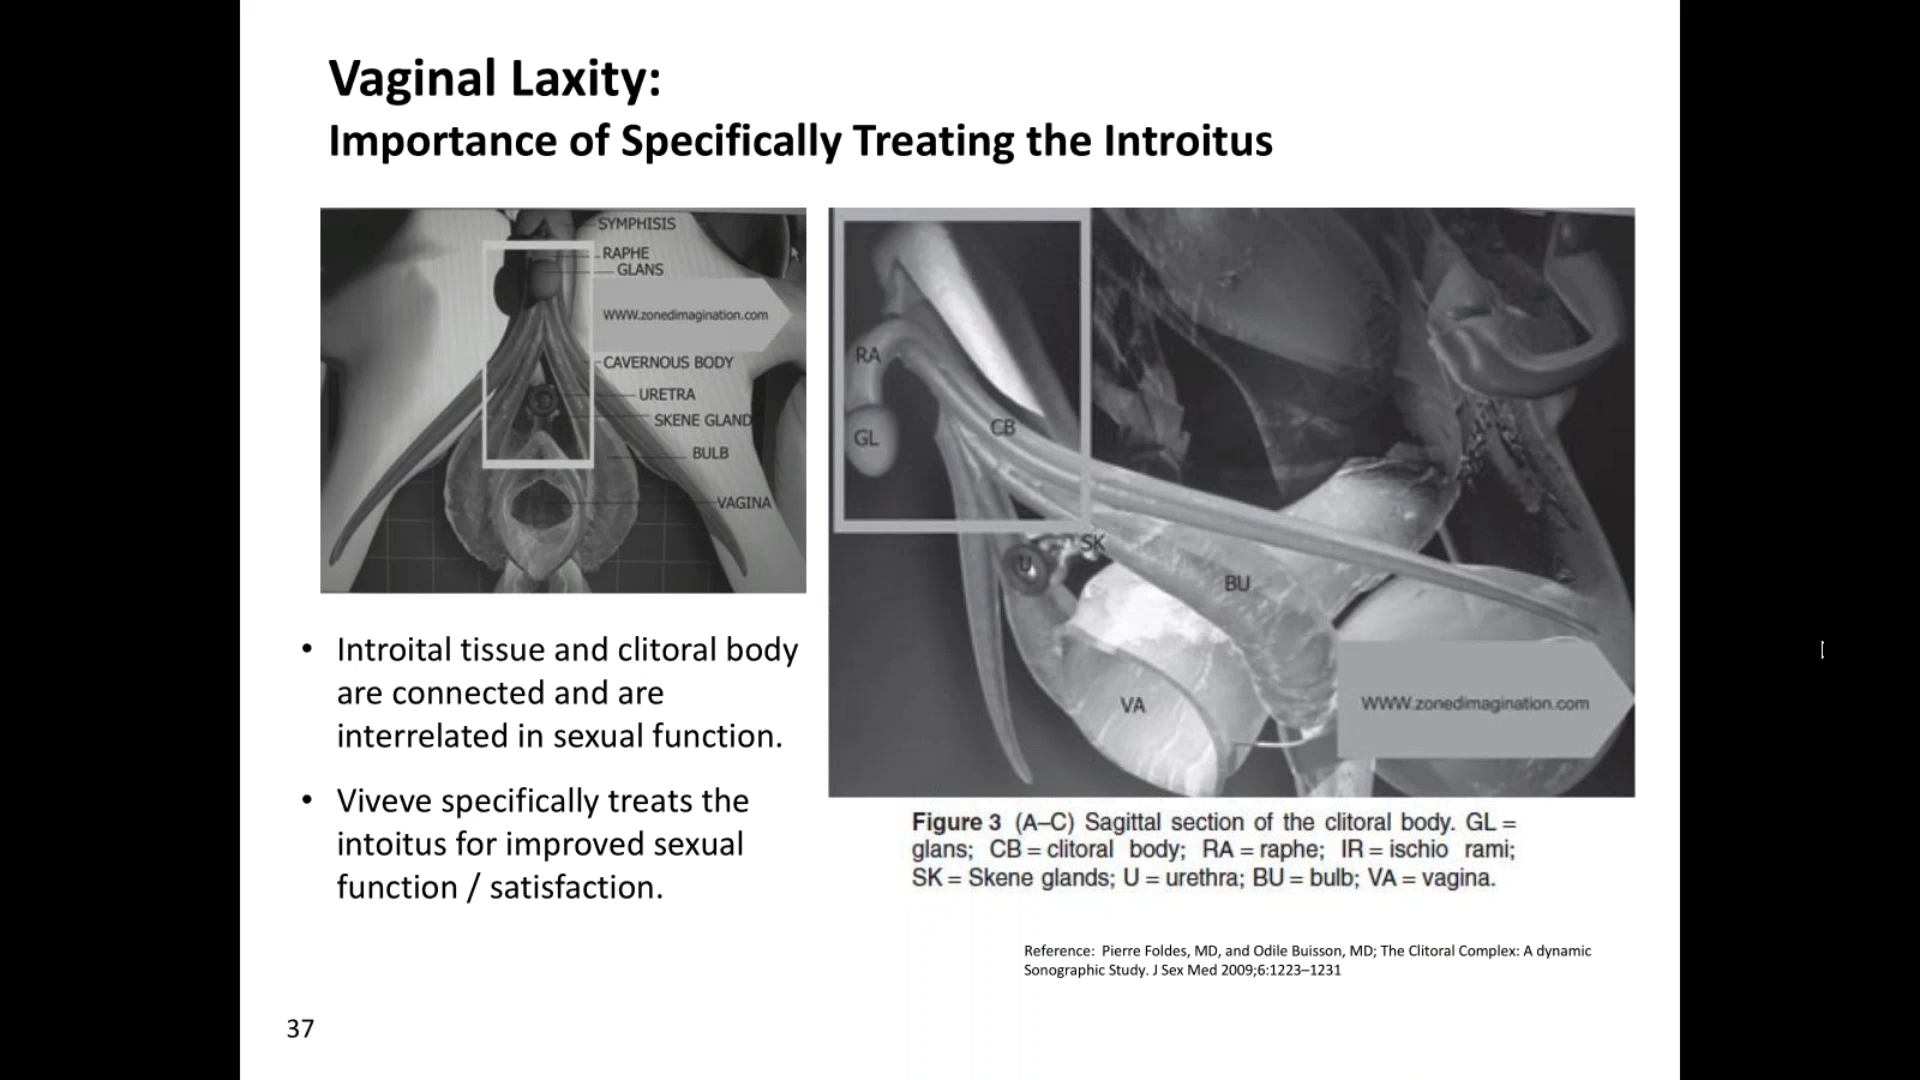 Vaginal Laxity:
Importance of Specifically Treating the Introitus
SYMPHISIS
RAPHE
GLANS
WWW.zonedimagination.com
CAVERNOUS BODY
URETRA
SKENE GLAND
BULB
VAGINA
RA
GL
CB
SK
U
BU
VA
WWW.zonedimagination.com
• Introital tissue and clitoral body
are connected and are
interrelated in sexual function.
• Viveve specifically treats the
intoitus for improved sexual
function / satisfaction.
Figure 3 (A–C) Sagittal section of the clitoral body. GL =
glans; CB = clitoral body; RA = raphe; IR = ischio rami;
SK = Skene glands; U = urethra; BU = bulb; VA = vagina.
Reference: Pierre Foldes, MD, and Odile Buisson, MD; The Clitoral Complex: A dynamic
Sonographic Study. J Sex Med 2009;6:1223–1231
37